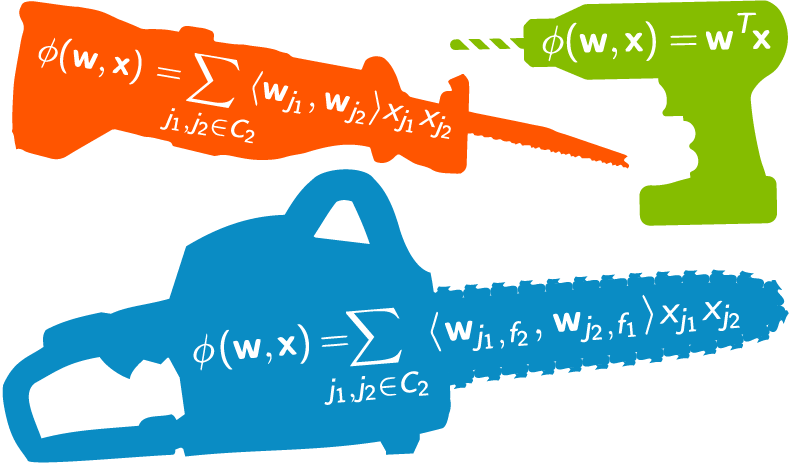 ϕ(w, x) = ∑ ⟨w_{j₁}, w_{j₂}⟩ x_{j₁} x_{j₂}
j₁, j₂ ∈ C₂
ϕ(w, x) = wᵀx
ϕ(w, x) = ∑ ⟨w_{j₁, f₂}, w_{j₂, f₁}⟩ x_{j₁} x_{j₂}
j₁, j₂ ∈ C₂